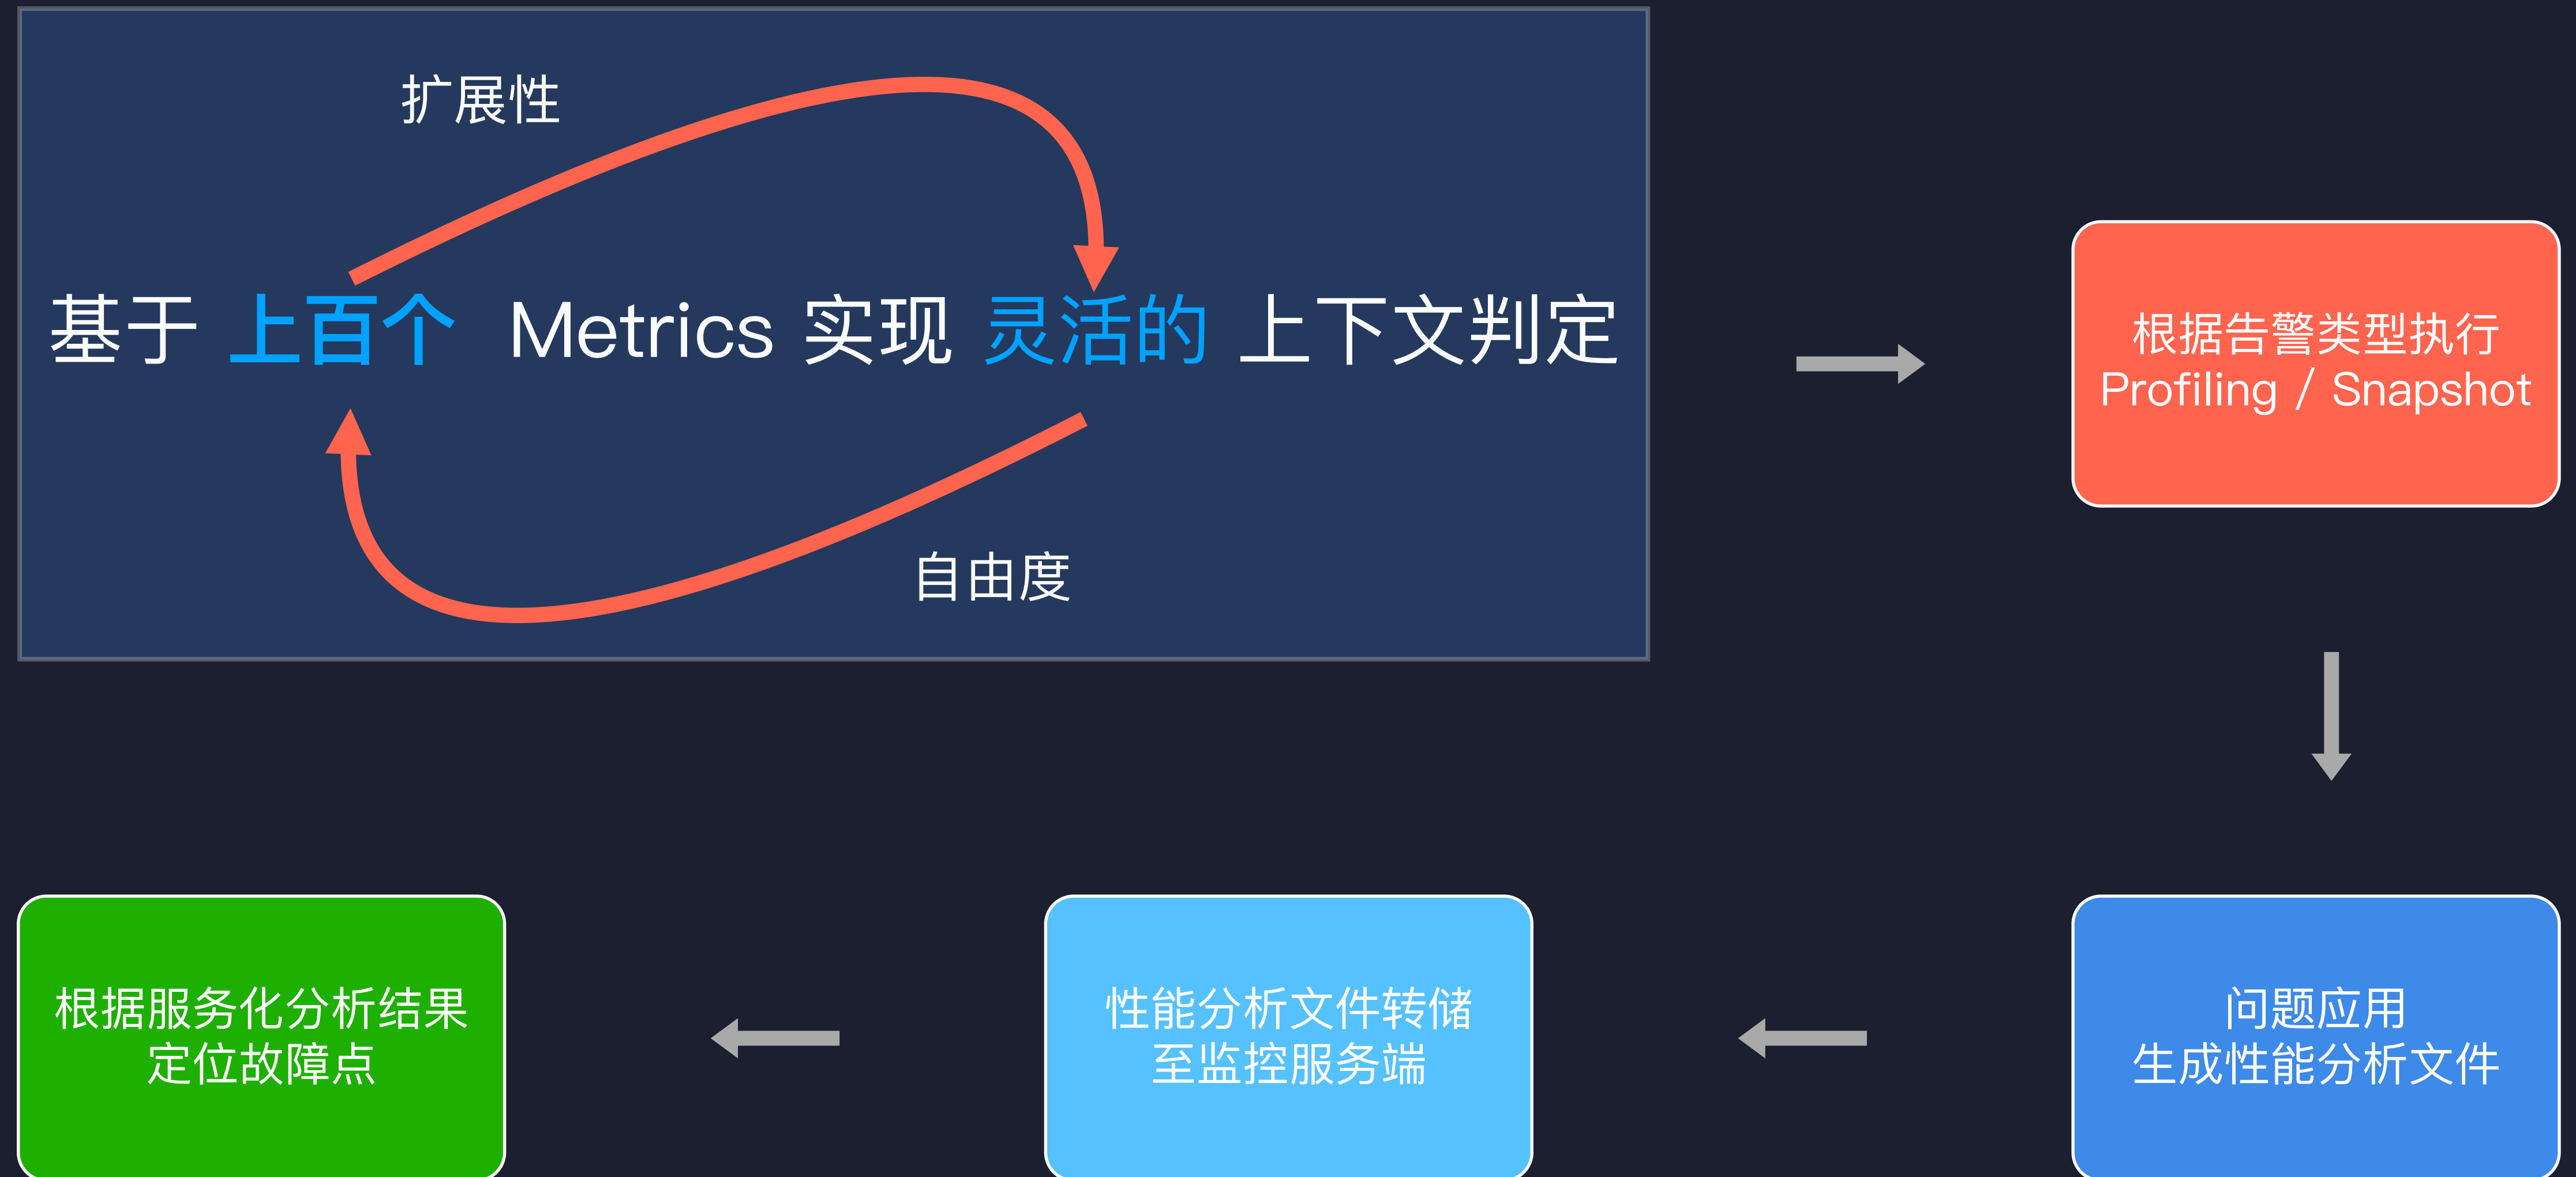 扩展性
基于 上百个 Metrics 实现 灵活的 上下文判定
自由度
根据告警类型执行
Profiling / Snapshot
问题应用
生成性能分析文件
性能分析文件转储
至监控服务端
根据服务化分析结果
定位故障点